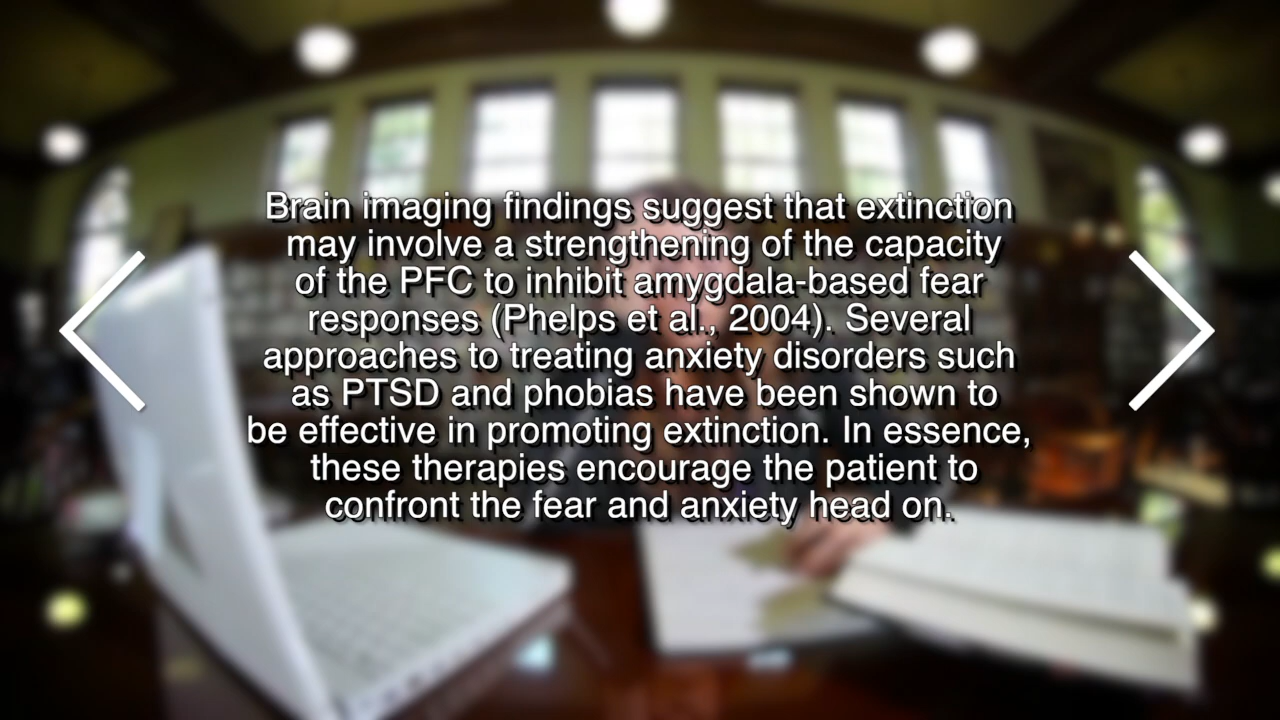 Brain imaging findings suggest that extinction
may involve a strengthening of the capacity
of the PFC to inhibit amygdala-based fear
responses (Phelps et al., 2004). Several
approaches to treating anxiety disorders such
as PTSD and phobias have been shown to
be effective in promoting extinction. In essence,
these therapies encourage the patient to
confront the fear and anxiety head on.